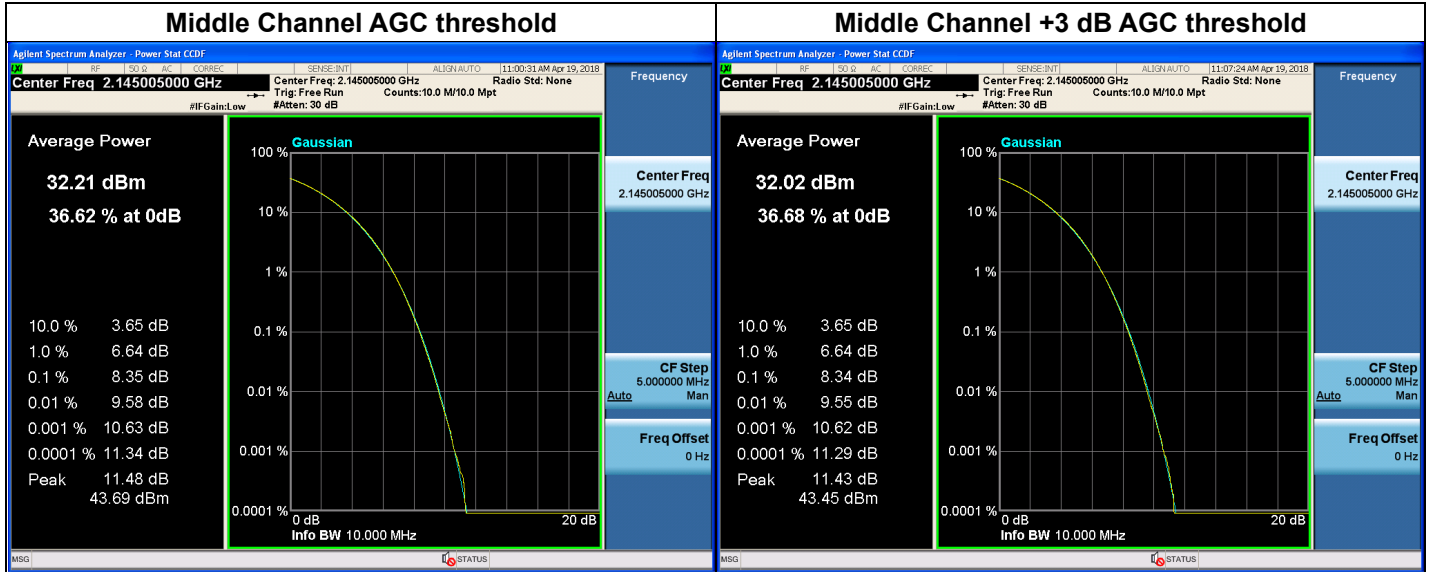 Middle Channel AGC threshold
Agilent Spectrum Analyzer - Power Stat CCDF
LXI RF 50 Ω AC CORREC SENSE:INT ALIGN AUTO 11:00:31 AM Apr 19, 2018
Center Freq 2.145005000 GHz
Center Freq: 2.145005000 GHz Radio Std: None
Trig: Free Run Counts:10.0 M/10.0 Mpt
#IFGain:Low #Atten: 30 dB
Average Power
32.21 dBm
36.62 % at 0dB
10.0 % 3.65 dB
1.0 % 6.64 dB
0.1 % 8.35 dB
0.01 % 9.58 dB
0.001 % 10.63 dB
0.0001 % 11.34 dB
Peak 11.48 dB
43.69 dBm
Gaussian
100 %
10 %
1 %
0.1 %
0.01 %
0.001 %
0.0001 %
0 dB 20 dB
Info BW 10.000 MHz
Frequency
Center Freq
2.145005000 GHz
CF Step
5.000000 MHz
Auto Man
Freq Offset
0 Hz
MSG STATUS
Middle Channel +3 dB AGC threshold
Agilent Spectrum Analyzer - Power Stat CCDF
LXI RF 50 Ω AC CORREC SENSE:INT ALIGN AUTO 11:07:24 AM Apr 19, 2018
Center Freq 2.145005000 GHz
Center Freq: 2.145005000 GHz Radio Std: None
Trig: Free Run Counts:10.0 M/10.0 Mpt
#IFGain:Low #Atten: 30 dB
Average Power
32.02 dBm
36.68 % at 0dB
10.0 % 3.65 dB
1.0 % 6.64 dB
0.1 % 8.34 dB
0.01 % 9.55 dB
0.001 % 10.62 dB
0.0001 % 11.29 dB
Peak 11.43 dB
43.45 dBm
Gaussian
100 %
10 %
1 %
0.1 %
0.01 %
0.001 %
0.0001 %
0 dB 20 dB
Info BW 10.000 MHz
Frequency
Center Freq
2.145005000 GHz
CF Step
5.000000 MHz
Auto Man
Freq Offset
0 Hz
MSG STATUS